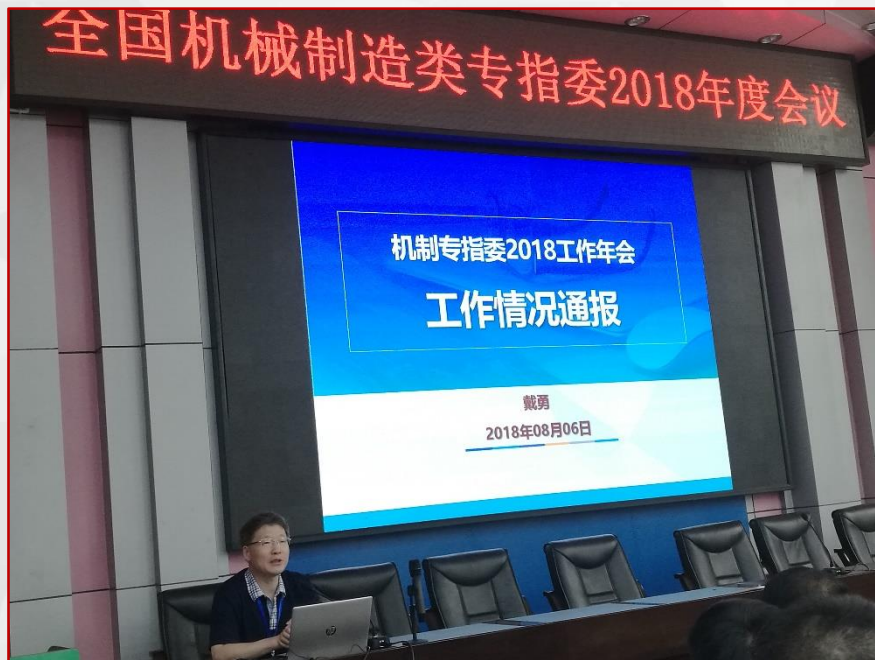 全国机械制造类专指委2018年度会议
机制专指委2018工作年会
工作情况通报
戴勇
2018年08月06日
hp